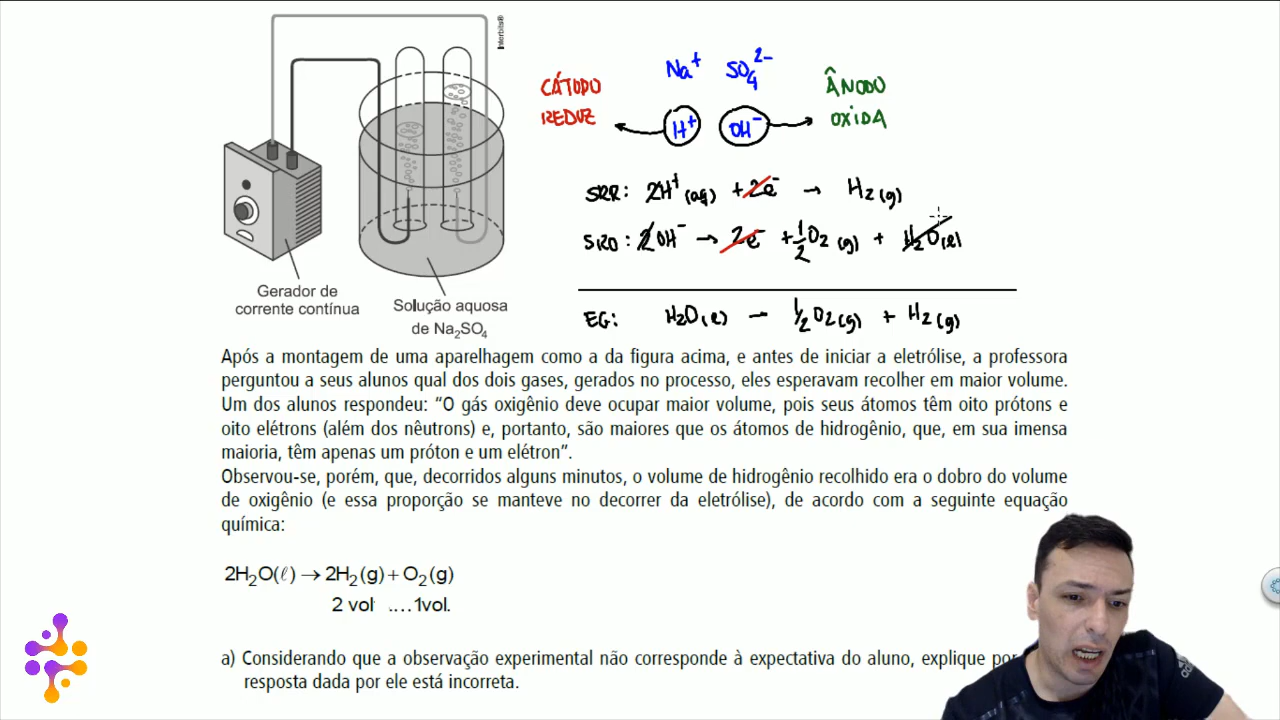 Interbits®
Gerador de
corrente contínua
Solução aquosa
de Na₂SO₄
CÁTODO
REDUZ
Na⁺ SO₄²⁻
H⁺ OH⁻
ÂNODO
OXIDA
SRR: 2H⁺(aq) + 2e⁻ → H₂(g)
SRO: 2OH⁻ → 2e⁻ + 1/2 O₂(g) + H₂O(ℓ)
EG: H₂O(ℓ) → 1/2 O₂(g) + H₂(g)
Após a montagem de uma aparelhagem como a da figura acima, e antes de iniciar a eletrólise, a professora
perguntou a seus alunos qual dos dois gases, gerados no processo, eles esperavam recolher em maior volume.
Um dos alunos respondeu: “O gás oxigênio deve ocupar maior volume, pois seus átomos têm oito prótons e
oito elétrons (além dos nêutrons) e, portanto, são maiores que os átomos de hidrogênio, que, em sua imensa
maioria, têm apenas um próton e um elétron”.
Observou-se, porém, que, decorridos alguns minutos, o volume de hidrogênio recolhido era o dobro do volume
de oxigênio (e essa proporção se manteve no decorrer da eletrólise), de acordo com a seguinte equação
química:
2H₂O(ℓ) → 2H₂(g) + O₂(g)
2 vol ....1vol.
a) Considerando que a observação experimental não corresponde à expectativa do aluno, explique por
resposta dada por ele está incorreta.
adidas